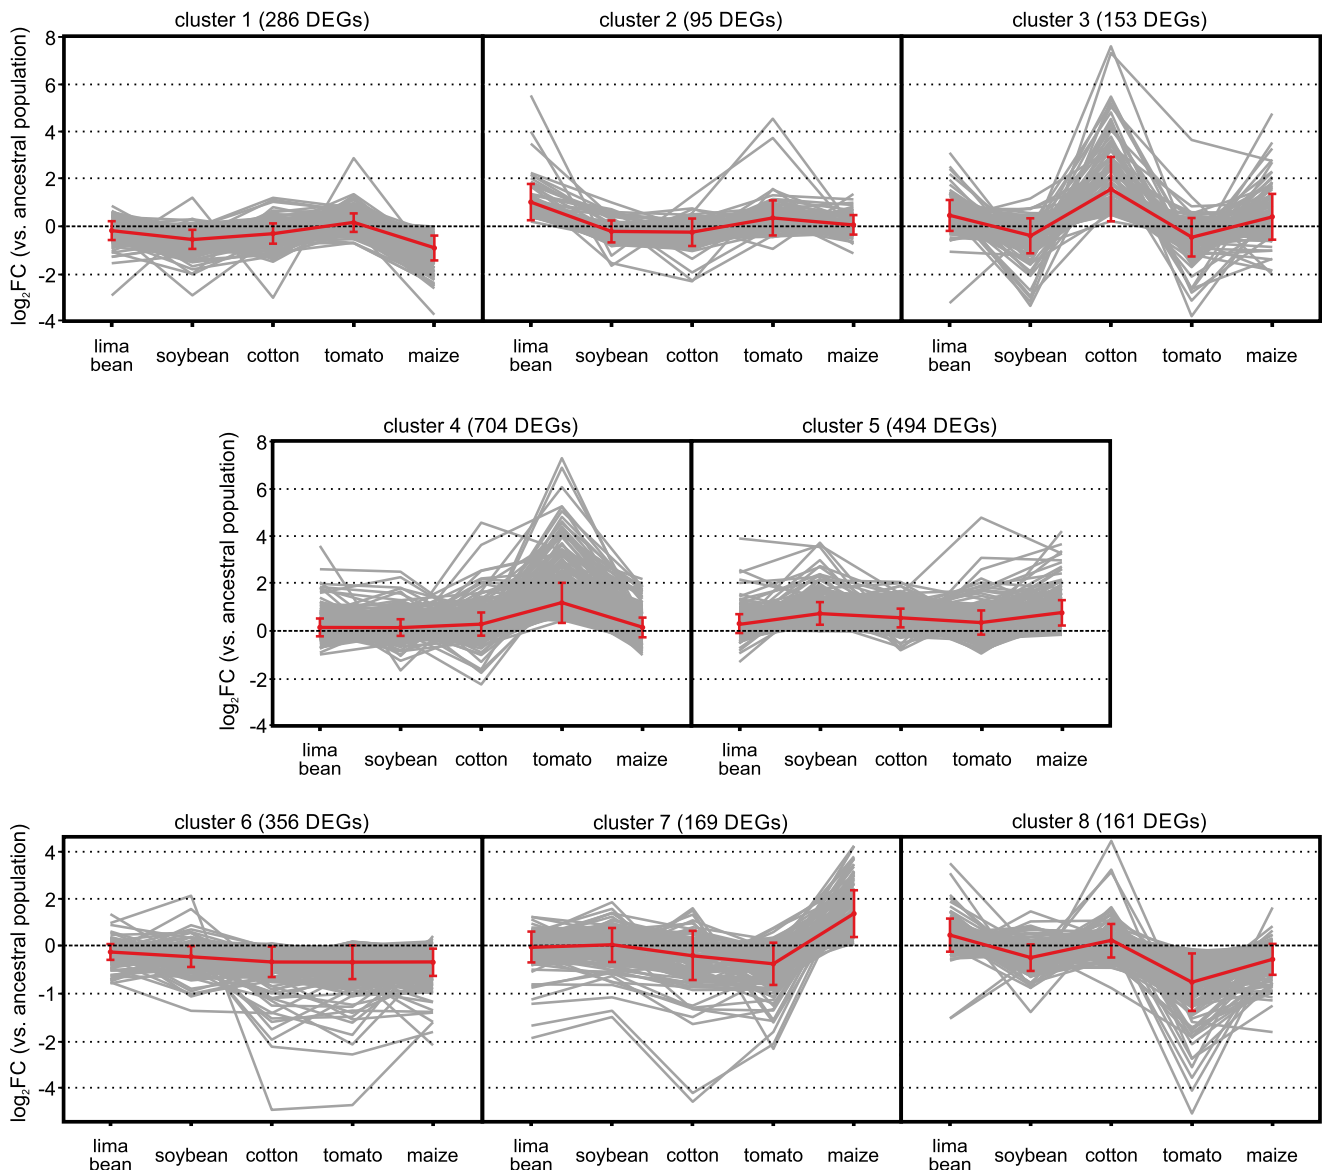 cluster 1 (286 DEGs)
cluster 2 (95 DEGs)
cluster 3 (153 DEGs)
log₂FC (vs. ancestral population)
8
6
4
2
0
-2
-4
lima bean
soybean
cotton
tomato
maize
lima bean
soybean
cotton
tomato
maize
lima bean
soybean
cotton
tomato
maize
cluster 4 (704 DEGs)
cluster 5 (494 DEGs)
log₂FC (vs. ancestral population)
8
6
4
2
0
-2
-4
lima bean
soybean
cotton
tomato
maize
lima bean
soybean
cotton
tomato
maize
cluster 6 (356 DEGs)
cluster 7 (169 DEGs)
cluster 8 (161 DEGs)
log₂FC (vs. ancestral population)
4
2
0
-1
-2
-4
lima bean
soybean
cotton
tomato
maize
lima bean
soybean
cotton
tomato
maize
lima bean
soybean
cotton
tomato
maize